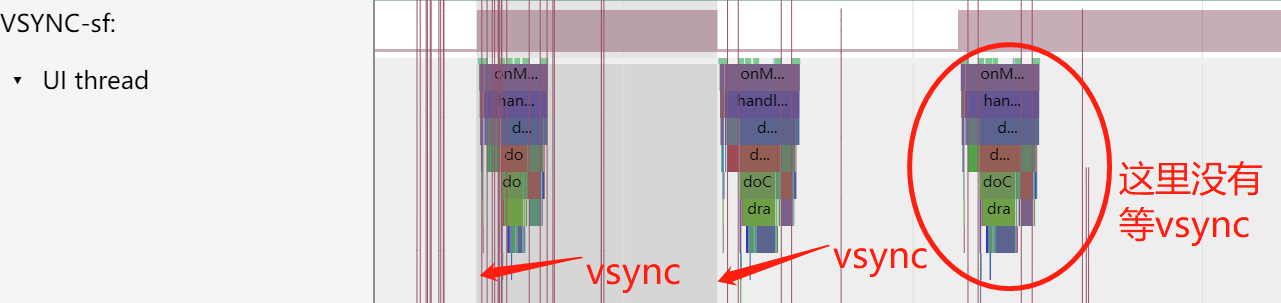 VSYNC-sf:
UI thread
onM... onM... onM...
han... handl... han...
d... d... d...
do d... d...
do doC doC
dra dra
这里没有
等vsync
vsync
vsync